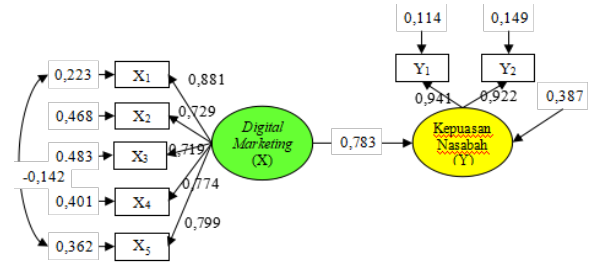 0,114 0,149
0,223 X1 0,881 Y1 Y2
0,468 X2 0,729 0,941 0,922 0,387
0,483 X3 0,719
Digital
Marketing
(X)
0,783
Kepuasan
Nasabah
(Y)
-0,142
0,401 X4 0,774
0,799
0,362 X5